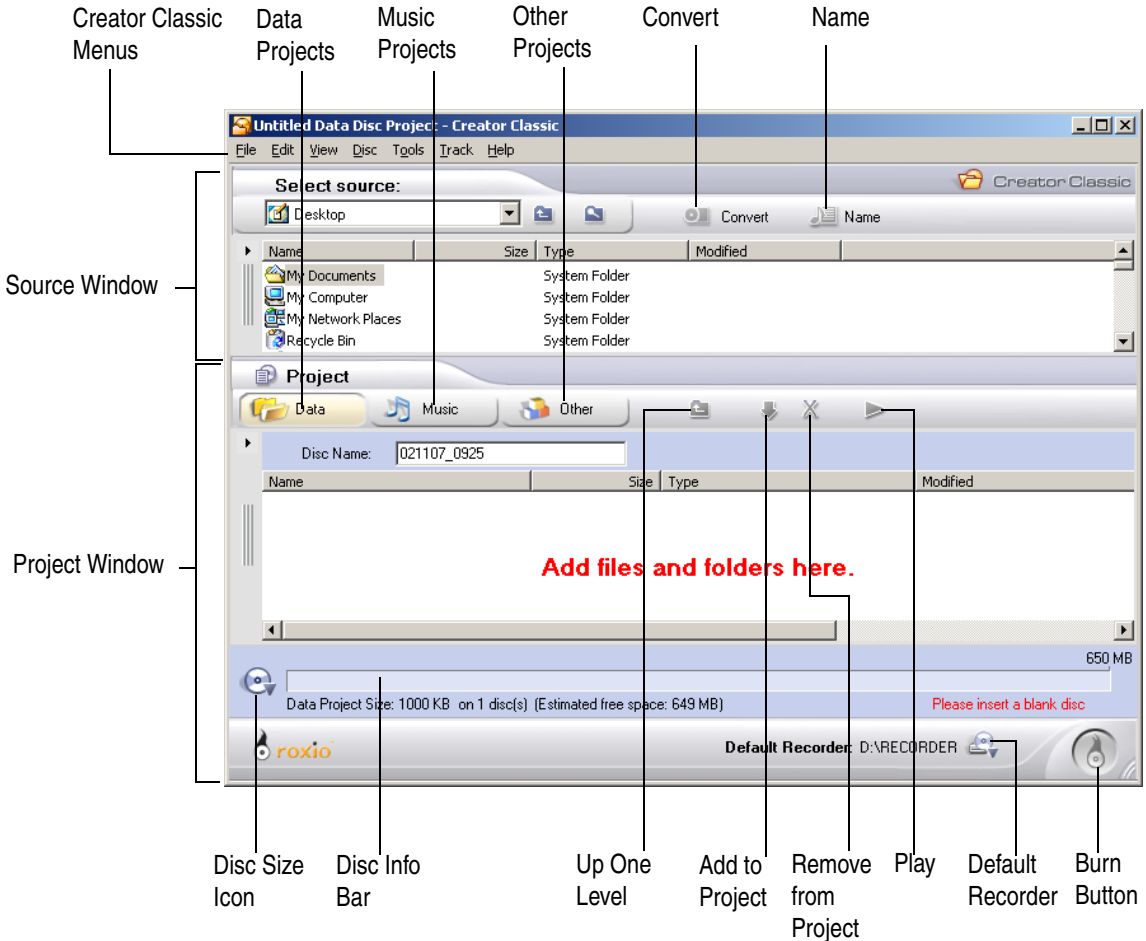 Creator Classic
Menus
Data
Projects
Music
Projects
Other
Projects
Convert
Name
Untitled Data Disc Project - Creator Classic
File Edit View Disc Tools Track Help
Select source:
Creator Classic
Desktop
Convert
Name
Name Size Type Modified
My Documents System Folder
My Computer System Folder
My Network Places System Folder
Recycle Bin System Folder
Source Window
Project
Data Music Other
Disc Name: 021107_0925
Name Size Type Modified
Project Window
Add files and folders here.
650 MB
Data Project Size: 1000 KB on 1 disc(s) (Estimated free space: 649 MB) Please insert a blank disc
roxio
Default Recorder: D:\RECORDER
Disc Size
Icon
Disc Info
Bar
Up One
Level
Add to
Project
Remove
from
Project
Play
Default
Recorder
Burn
Button